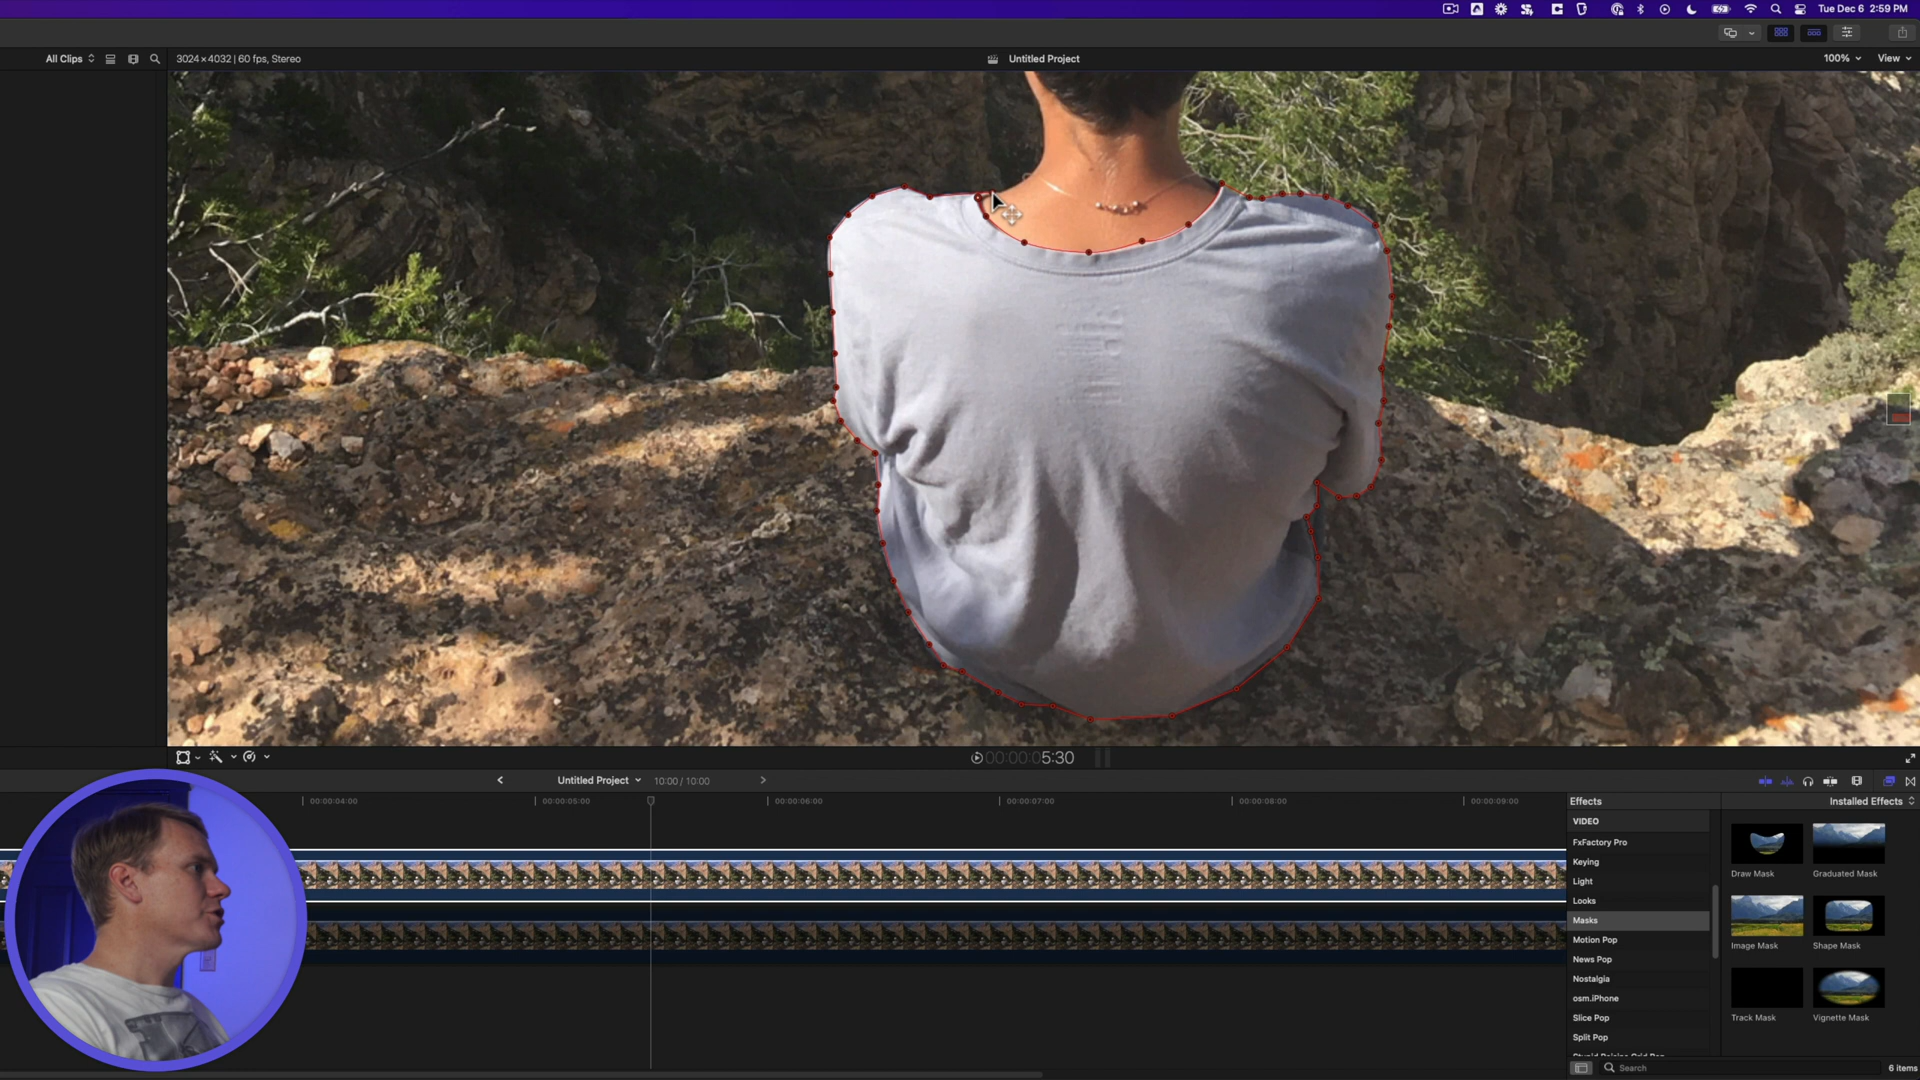 Tue Dec 6 2:59 PM
All Clips
3024×4032 | 60 fps, Stereo
Untitled Project
100%
View
00:00:00:05:30
Untitled Project
10:00 / 10:00
00:00:04:00
00:00:05:00
00:00:06:00
00:00:07:00
00:00:08:00
00:00:09:00
Effects
Installed Effects
VIDEO
FxFactory Pro
Keying
Light
Looks
Masks
Motion Pop
News Pop
Nostalgia
osm.iPhone
Slice Pop
Split Pop
Draw Mask
Graduated Mask
Image Mask
Shape Mask
Track Mask
Vignette Mask
Search
6 items